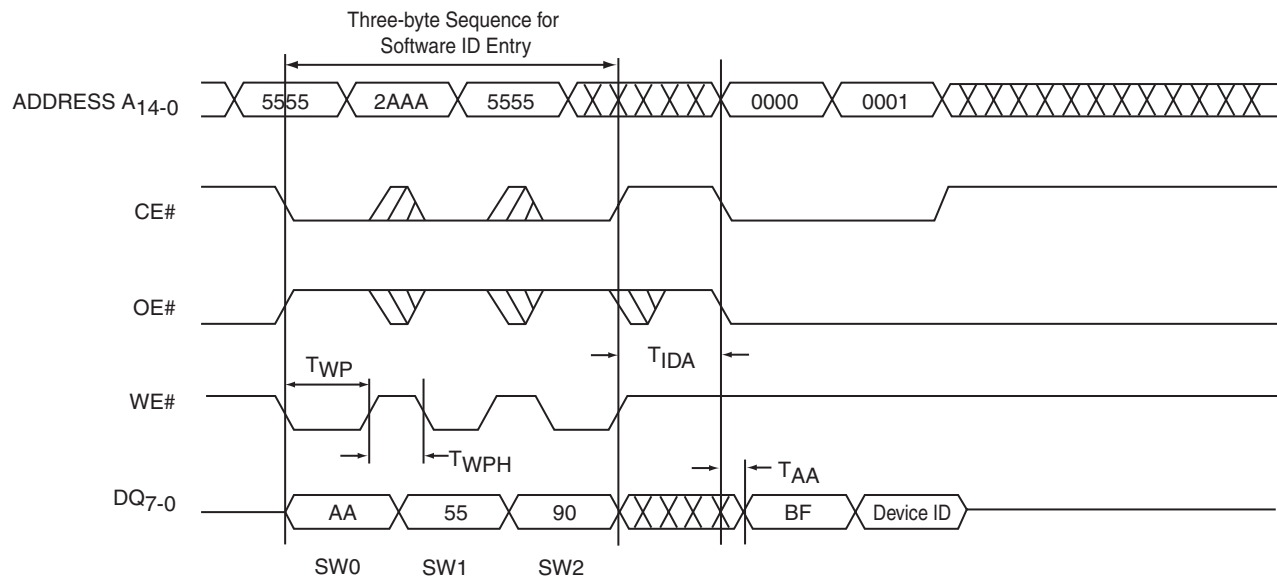 Three-byte Sequence for
Software ID Entry
ADDRESS A14-0 5555 2AAA 5555 0000 0001
CE#
OE#
TWP TIDA
WE#
TWPH TAA
DQ7-0 AA 55 90 BF Device ID
SW0 SW1 SW2